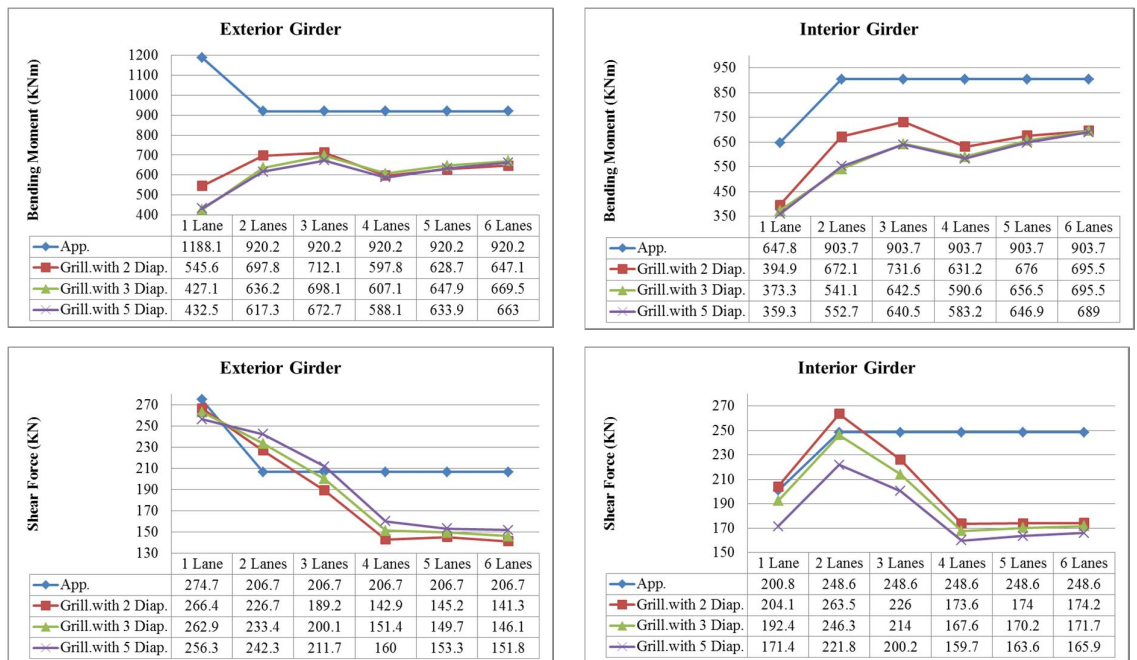 Exterior Girder
Bending Moment (KNm)
1200
1100
1000
900
800
700
600
500
400
1 Lane 2 Lanes 3 Lanes 4 Lanes 5 Lanes 6 Lanes
App. 1188.1 920.2 920.2 920.2 920.2 920.2
Grill.with 2 Diap. 545.6 697.8 712.1 597.8 628.7 647.1
Grill.with 3 Diap. 427.1 636.2 698.1 607.1 647.9 669.5
Grill.with 5 Diap. 432.5 617.3 672.7 588.1 633.9 663
Interior Girder
Bending Moment (KNm)
950
850
750
650
550
450
350
1 Lane 2 Lanes 3 Lanes 4 Lanes 5 Lanes 6 Lanes
App. 647.8 903.7 903.7 903.7 903.7 903.7
Grill.with 2 Diap. 394.9 672.1 731.6 631.2 676 695.5
Grill.with 3 Diap. 373.3 541.1 642.5 590.6 656.5 695.5
Grill.with 5 Diap. 359.3 552.7 640.5 583.2 646.9 689
Exterior Girder
Shear Force (KN)
270
250
230
210
190
170
150
130
1 Lane 2 Lanes 3 Lanes 4 Lanes 5 Lanes 6 Lanes
App. 274.7 206.7 206.7 206.7 206.7 206.7
Grill.with 2 Diap. 266.4 226.7 189.2 142.9 145.2 141.3
Grill.with 3 Diap. 262.9 233.4 200.1 151.4 149.7 146.1
Grill.with 5 Diap. 256.3 242.3 211.7 160 153.3 151.8
Interior Girder
Shear Force (KN)
270
250
230
210
190
170
150
1 Lane 2 Lanes 3 Lanes 4 Lanes 5 Lanes 6 Lanes
App. 200.8 248.6 248.6 248.6 248.6 248.6
Grill.with 2 Diap. 204.1 263.5 226 173.6 174 174.2
Grill.with 3 Diap. 192.4 246.3 214 167.6 170.2 171.7
Grill.with 5 Diap. 171.4 221.8 200.2 159.7 163.6 165.9